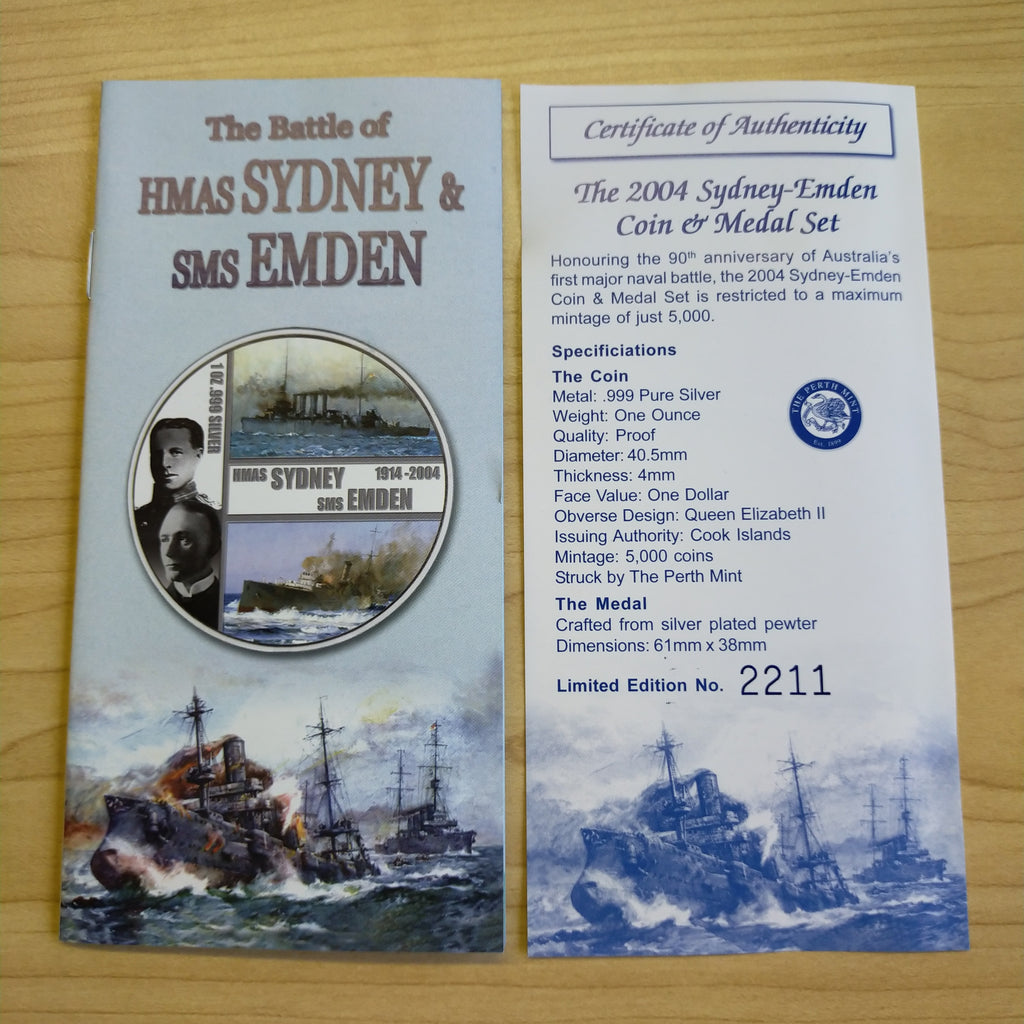 The Battle of
HMAS SYDNEY &
SMS EMDEN
1 OZ .999 SILVER
HMAS SYDNEY 1914-2004
SMS EMDEN
Certificate of Authenticity
The 2004 Sydney-Emden
Coin & Medal Set
Honouring the 90th anniversary of Australia's
first major naval battle, the 2004 Sydney-Emden
Coin & Medal Set is restricted to a maximum
mintage of just 5,000.
Specificiations
The Coin
Metal: .999 Pure Silver
Weight: One Ounce
Quality: Proof
Diameter: 40.5mm
Thickness: 4mm
Face Value: One Dollar
Obverse Design: Queen Elizabeth II
Issuing Authority: Cook Islands
Mintage: 5,000 coins
Struck by The Perth Mint
THE PERTH MINT
Est. 1899
The Medal
Crafted from silver plated pewter
Dimensions: 61mm x 38mm
Limited Edition No. 2211